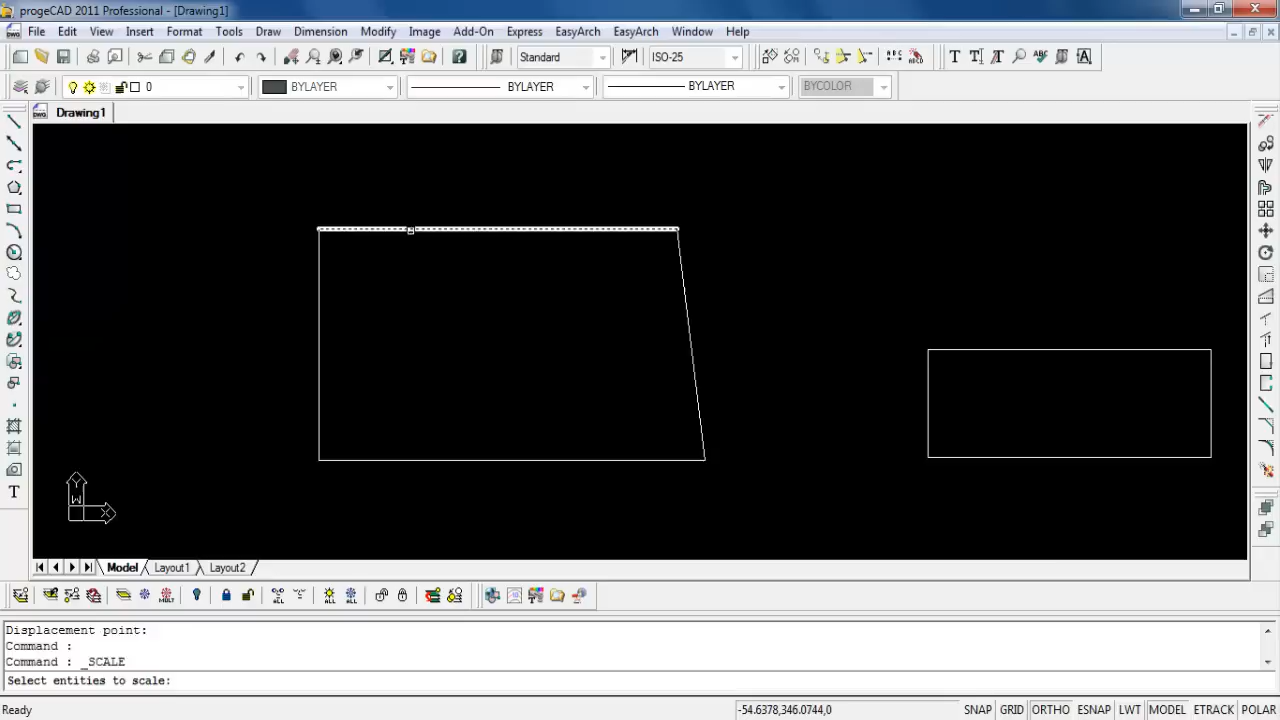 progeCAD 2011 Professional - [Drawing1]
File Edit View Insert Format Tools Draw Dimension Modify Image Add-On Express EasyArch EasyArch Window Help
Standard ISO-25
0 BYLAYER BYLAYER BYLAYER BYCOLOR
Drawing1
Y
W
X
Model Layout1 Layout2
Displacement point:
Command :
Command : _SCALE
Select entities to scale:
Ready -54.6378,346.0744,0 SNAP GRID ORTHO ESNAP LWT MODEL ETRACK POLAR